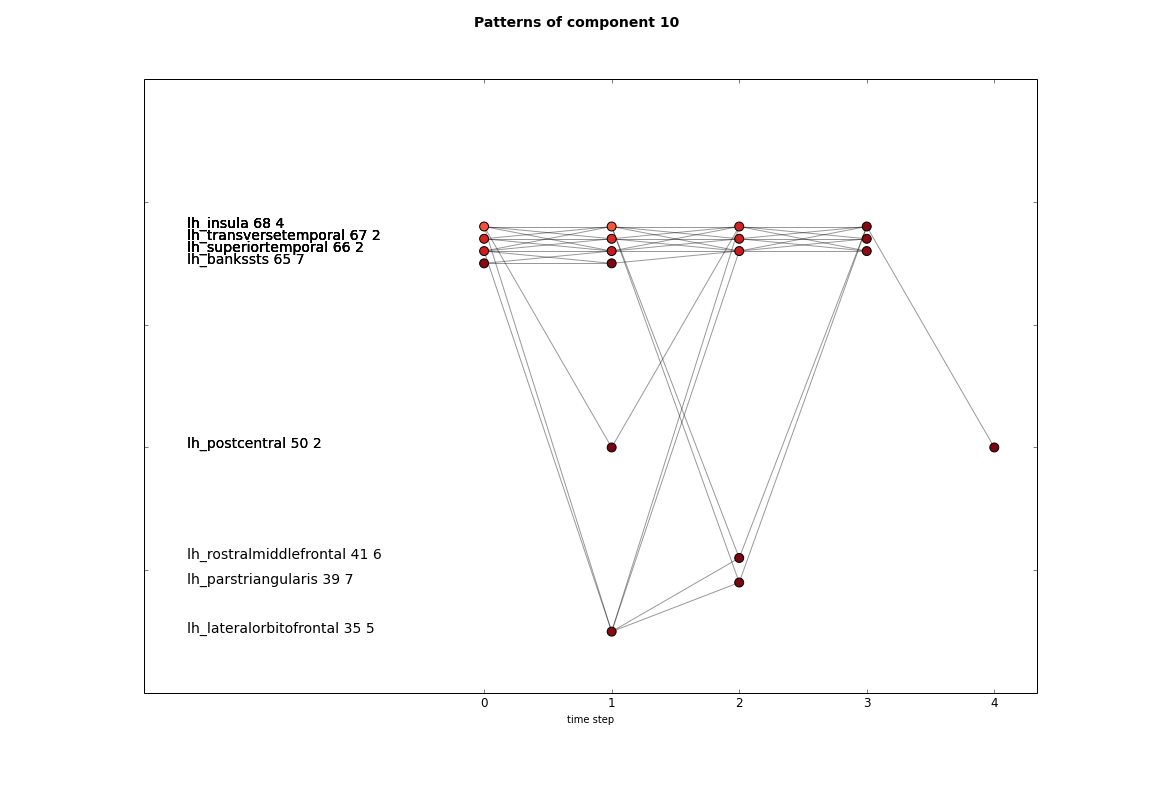 Patterns of component 10
lh_insula 68 4
lh_transversetemporal 67 2
lh_superiortemporal 66 2
lh_bankssts 65 7
lh_postcentral 50 2
lh_rostralmiddlefrontal 41 6
lh_parstriangularis 39 7
lh_lateralorbitofrontal 35 5
0 1 2 3 4
time step